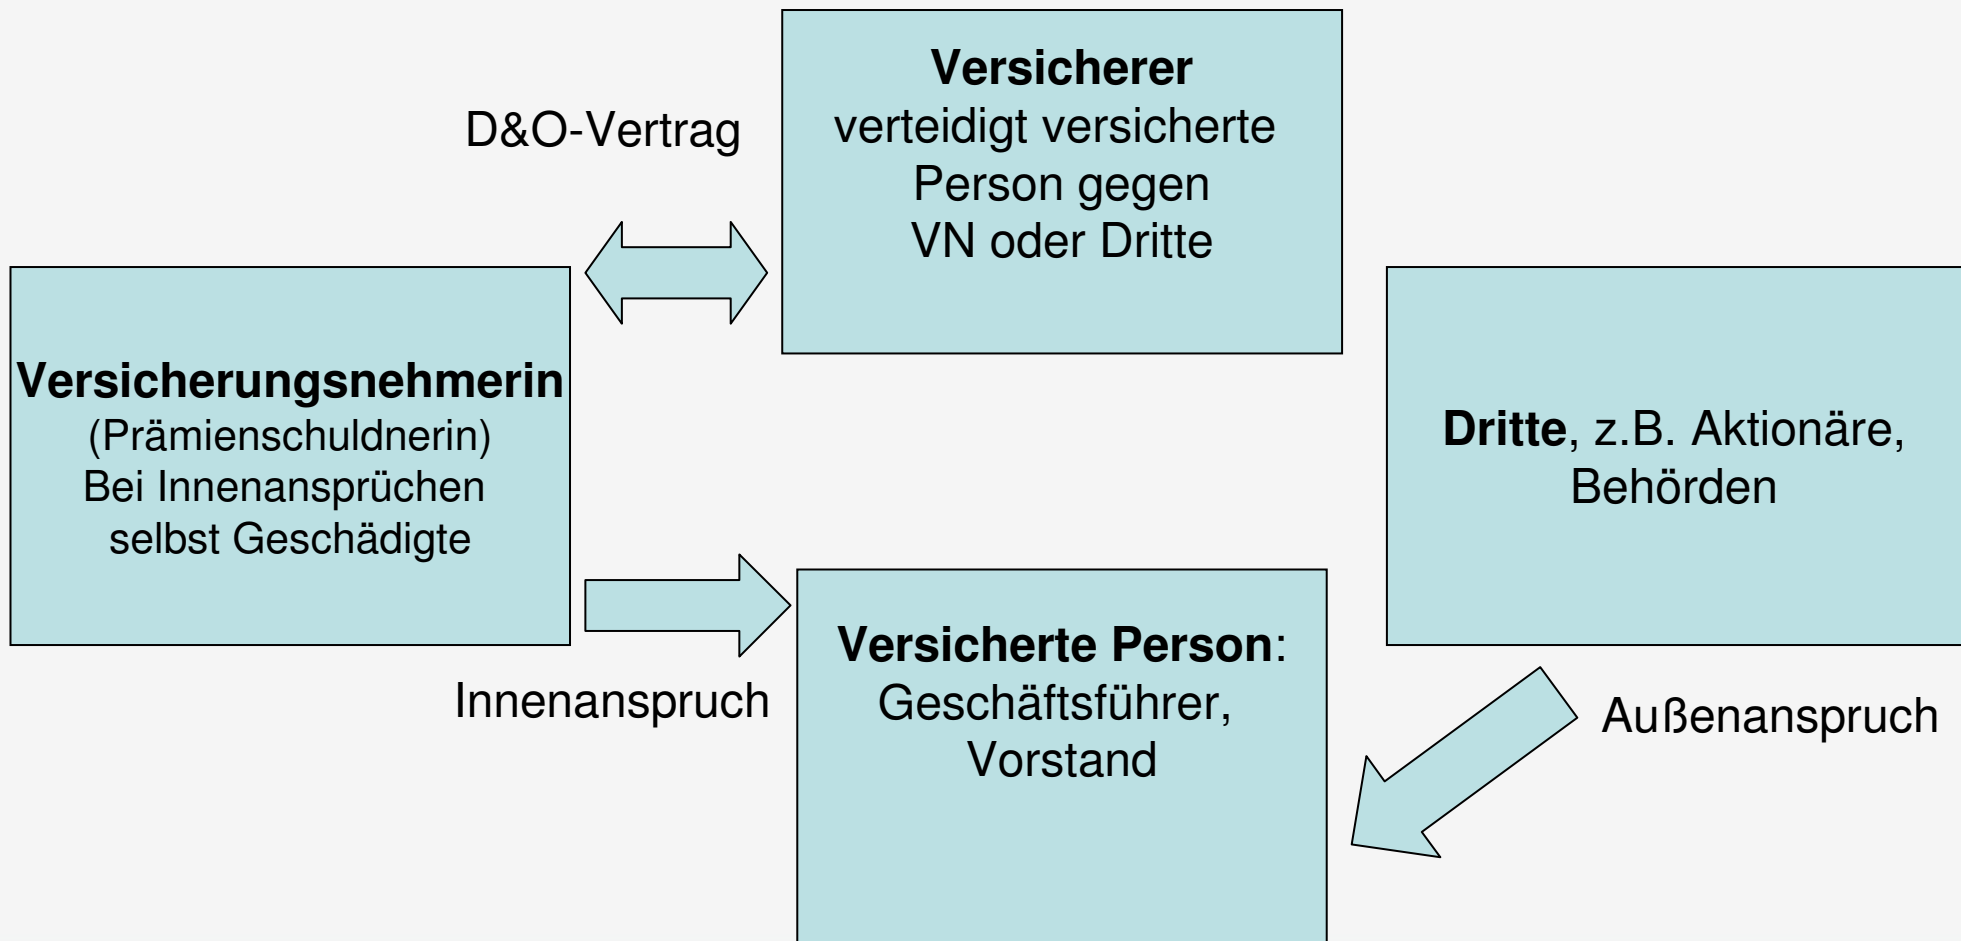 Versicherer
verteidigt versicherte
Person gegen
VN oder Dritte
D&O-Vertrag
Versicherungsnehmerin
(Prämienschuldnerin)
Bei Innenansprüchen
selbst Geschädigte
Dritte, z.B. Aktionäre,
Behörden
Innenanspruch
Versicherte Person:
Geschäftsführer,
Vorstand
Außenanspruch